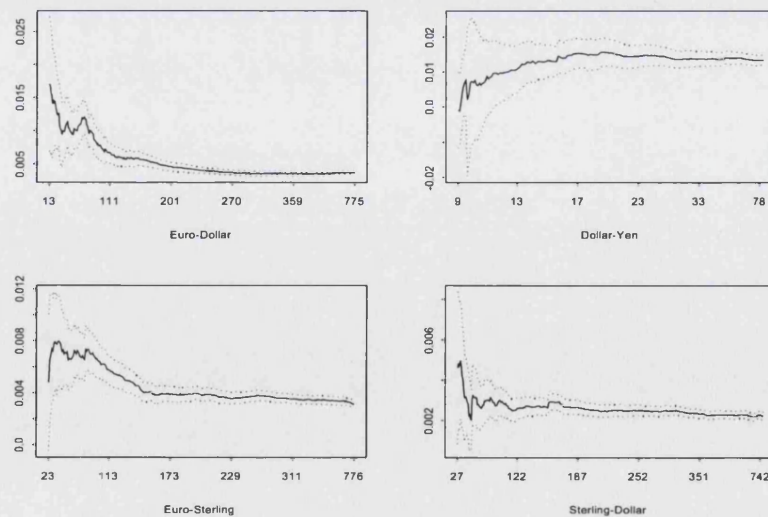 0.025
0.015
0.005
13 111 201 270 359 775
Euro-Dollar
0.02
0.01
0.0
-0.02
9 13 17 23 33 78
Dollar-Yen
0.012
0.008
0.004
0.0
23 113 173 229 311 776
Euro-Sterling
0.006
0.002
27 122 187 252 351 742
Sterling-Dollar